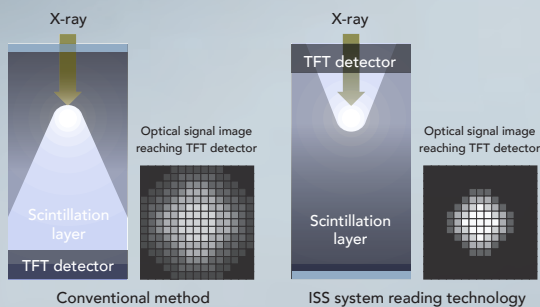 X-ray
Optical signal image
reaching TFT detector
Scintillation
layer
TFT detector
Conventional method
X-ray
TFT detector
Optical signal image
reaching TFT detector
Scintillation
layer
ISS system reading technology